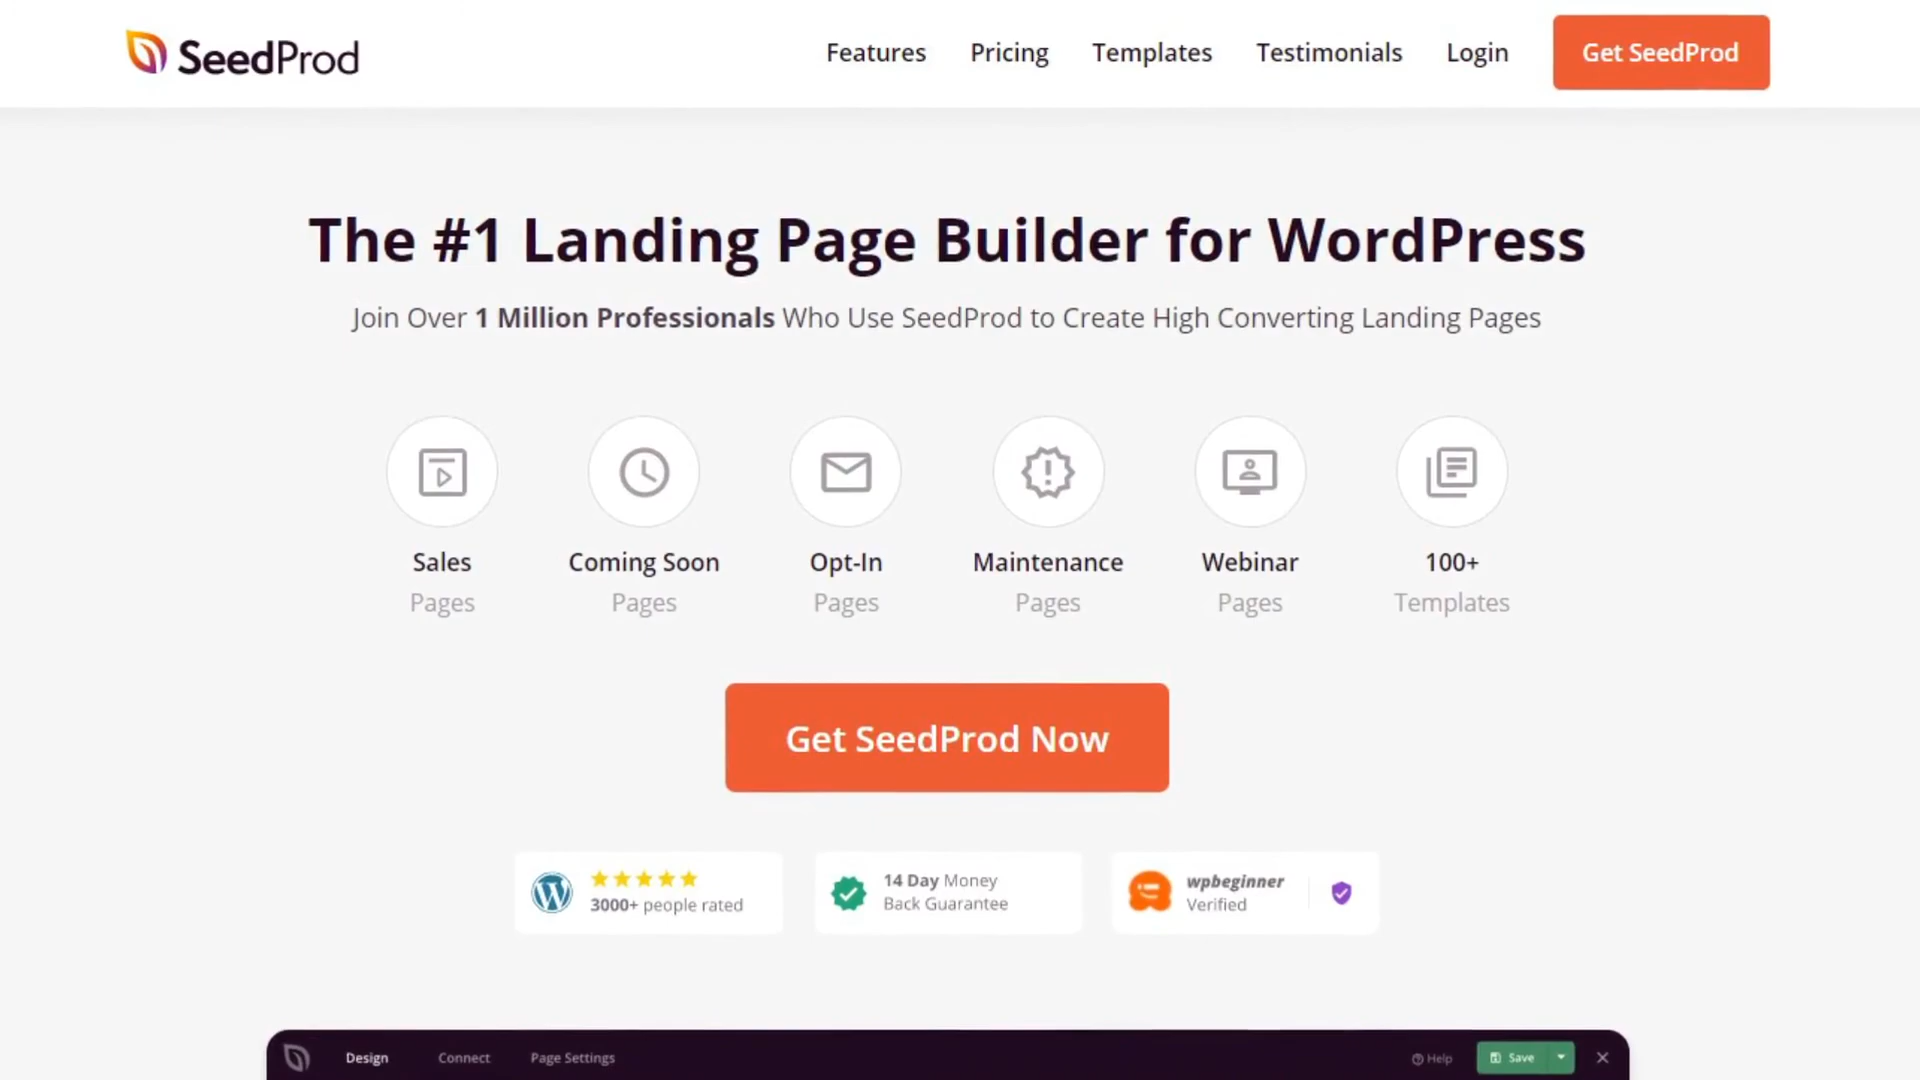 SeedProd
Features Pricing Templates Testimonials Login Get SeedProd
The #1 Landing Page Builder for WordPress
Join Over 1 Million Professionals Who Use SeedProd to Create High Converting Landing Pages
Sales
Pages
Coming Soon
Pages
Opt-In
Pages
Maintenance
Pages
Webinar
Pages
100+
Templates
Get SeedProd Now
3000+ people rated
14 Day Money
Back Guarantee
wpbeginner
Verified
Design Connect Page Settings Help Save